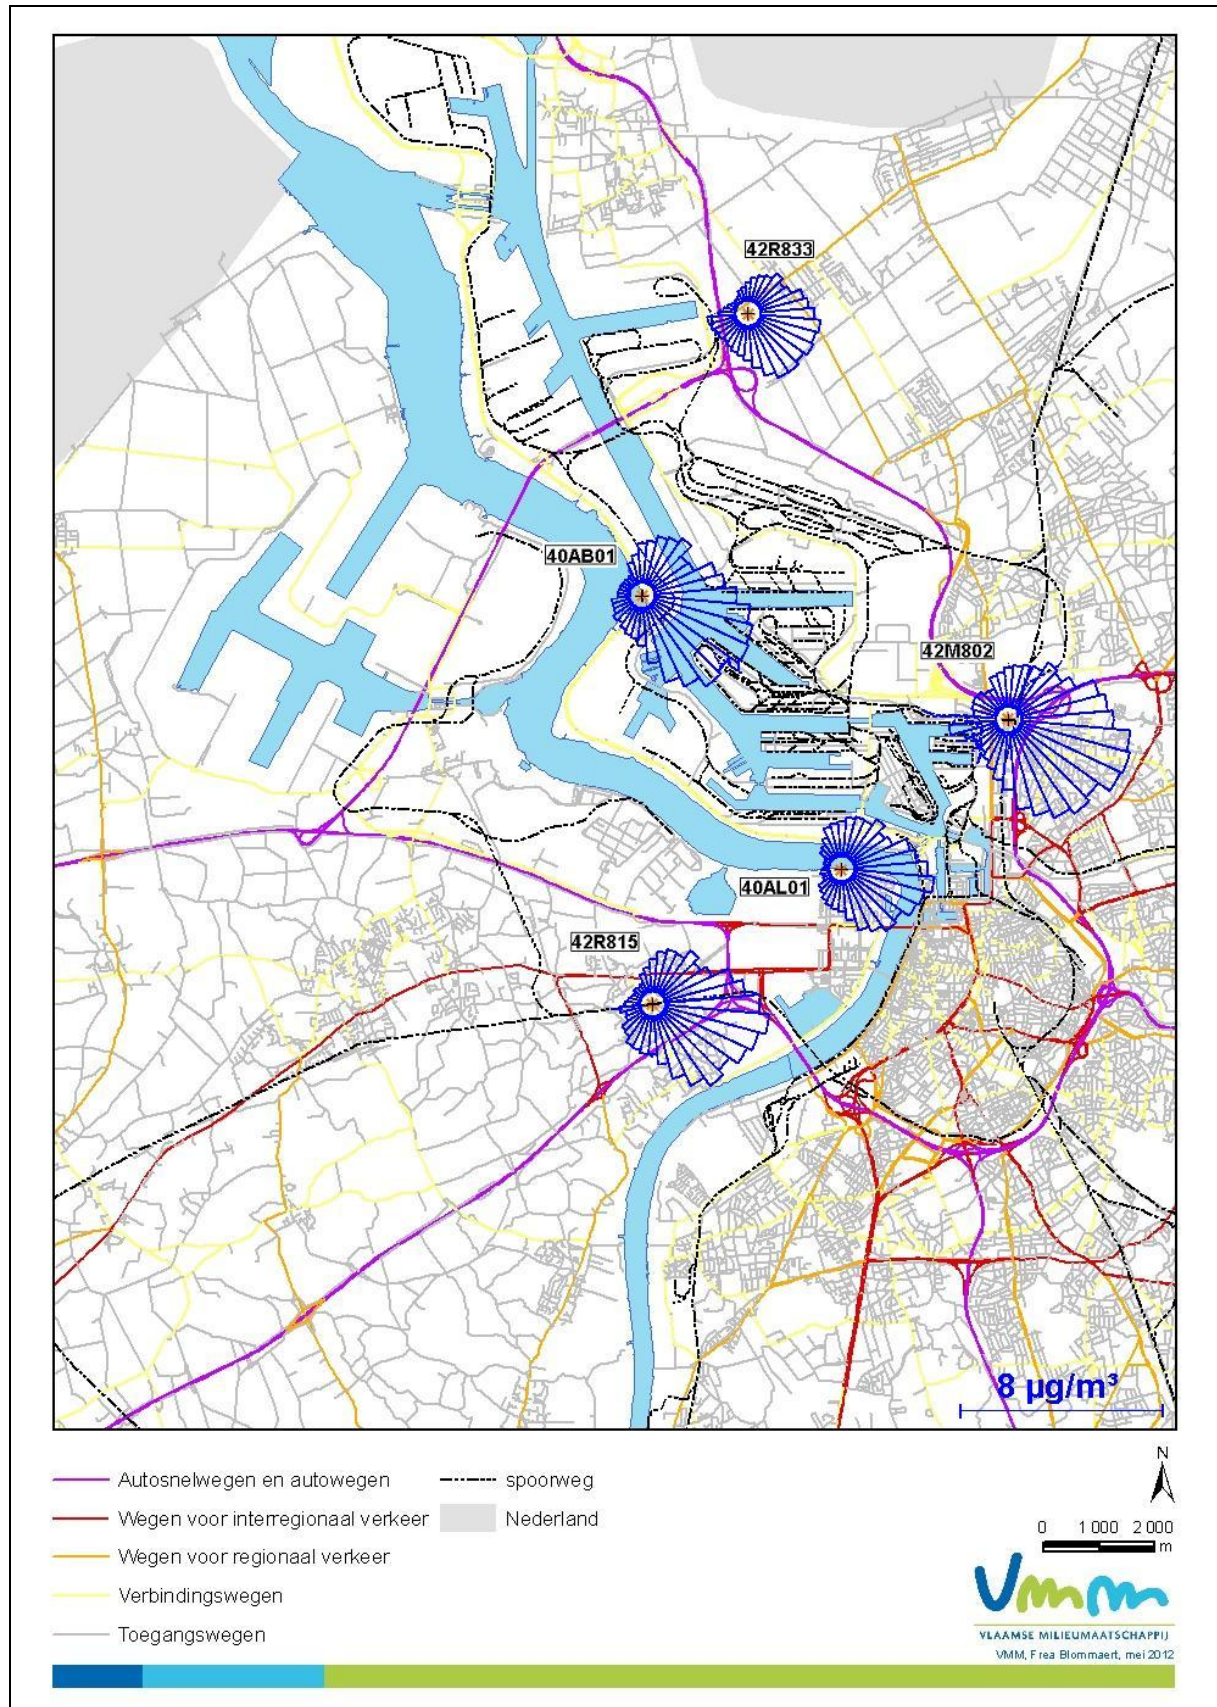 42R833
40AB01
42M802
40AL01
42R815
8 µg/m³
Autosnelwegen en autowegen
spoorweg
Wegen voor interregionaal verkeer
Nederland
Wegen voor regionaal verkeer
Verbindingswegen
Toegangswegen
N
0 1 000 2 000
m
Vmm
VLAAMSE MILIEUMAATSCHAPPIJ
VMM, Frea Blommaert, mei 2012